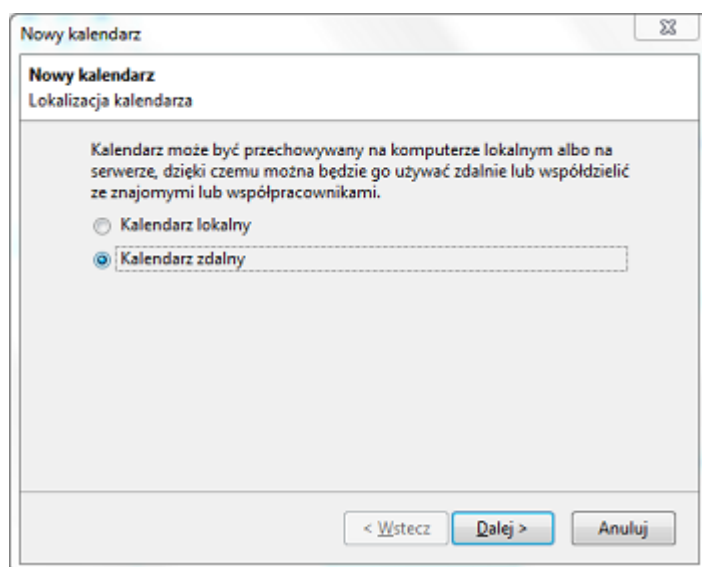 Nowy kalendarz
Nowy kalendarz
Lokalizacja kalendarza
Kalendarz może być przechowywany na komputerze lokalnym albo na
serwerze, dzięki czemu można będzie go używać zdalnie lub współdzielić
ze znajomymi lub współpracownikami.
Kalendarz lokalny
Kalendarz zdalny
< Wstecz Dalej > Anuluj